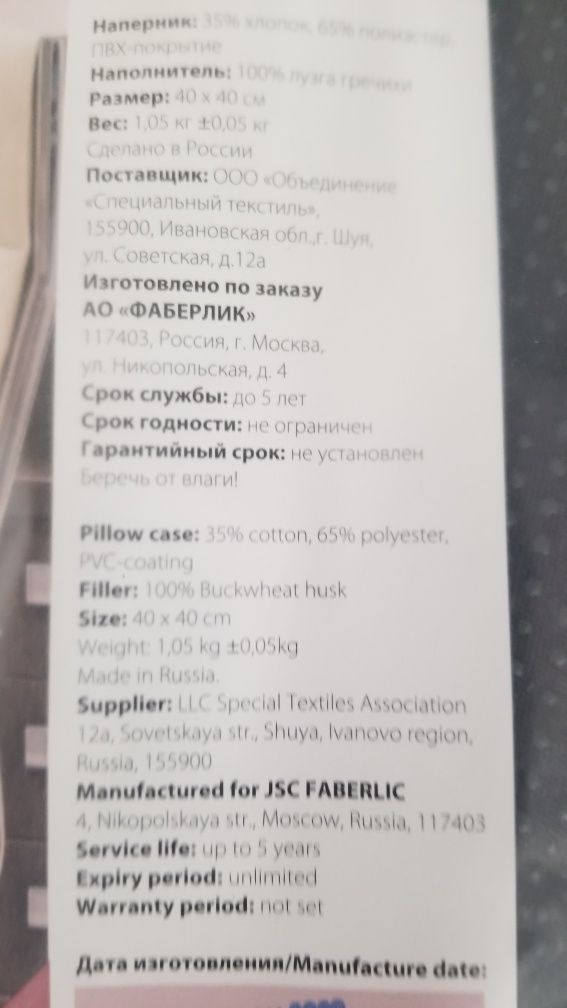 Наперник: 35% хлопок, 65% полиэстер,
ПВХ-покрытие
Наполнитель: 100% лузга гречихи
Размер: 40 х 40 см
Вес: 1,05 кг ±0,05 кг
Сделано в России
Поставщик: ООО «Объединение
«Специальный текстиль»,
155900, Ивановская обл.,г. Шуя,
ул. Советская, д.12а
Изготовлено по заказу
АО «ФАБЕРЛИК»
117403, Россия, г. Москва,
ул. Никопольская, д. 4
Срок службы: до 5 лет
Срок годности: не ограничен
Гарантийный срок: не установлен
Беречь от влаги!
Pillow case: 35% cotton, 65% polyester,
PVC-coating
Filler: 100% Buckwheat husk
Size: 40 x 40 cm
Weight: 1,05 kg ±0,05kg
Made in Russia.
Supplier: LLC Special Textiles Association
12a, Sovetskaya str., Shuya, Ivanovo region,
Russia, 155900
Manufactured for JSC FABERLIC
4, Nikopolskaya str., Moscow, Russia, 117403
Service life: up to 5 years
Expiry period: unlimited
Warranty period: not set
Дата изготовления/Manufacture date: